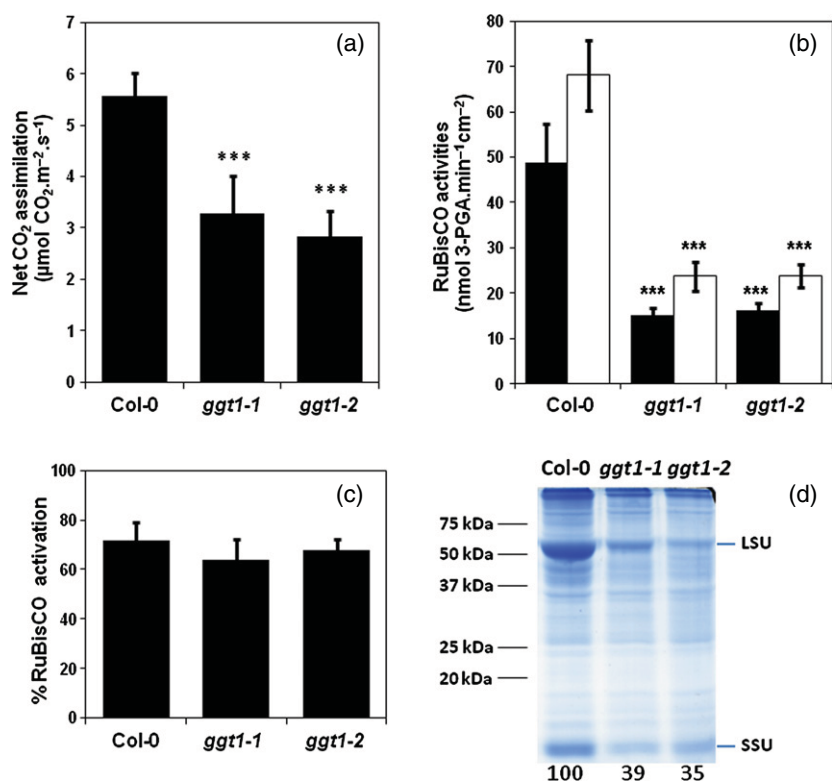 (a)
Net CO₂ assimilation
(µmol CO₂.m⁻².s⁻¹)
7
6
5
4
3
2
1
0
***
***
Col-0 ggt1-1 ggt1-2
(b)
RuBisCO activities
(nmol 3-PGA.min⁻¹cm⁻²)
80
70
60
50
40
30
20
10
0
*** ***
*** ***
Col-0 ggt1-1 ggt1-2
(c)
% RuBisCO activation
100
80
60
40
20
0
Col-0 ggt1-1 ggt1-2
(d)
Col-0 ggt1-1 ggt1-2
75 kDa
50 kDa
37 kDa
25 kDa
20 kDa
LSU
SSU
100 39 35